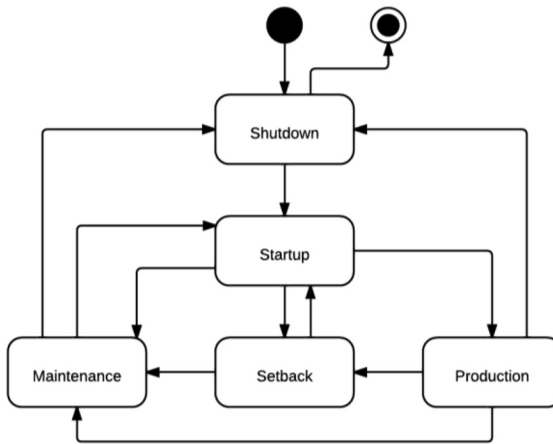 Shutdown
Startup
Maintenance
Setback
Production